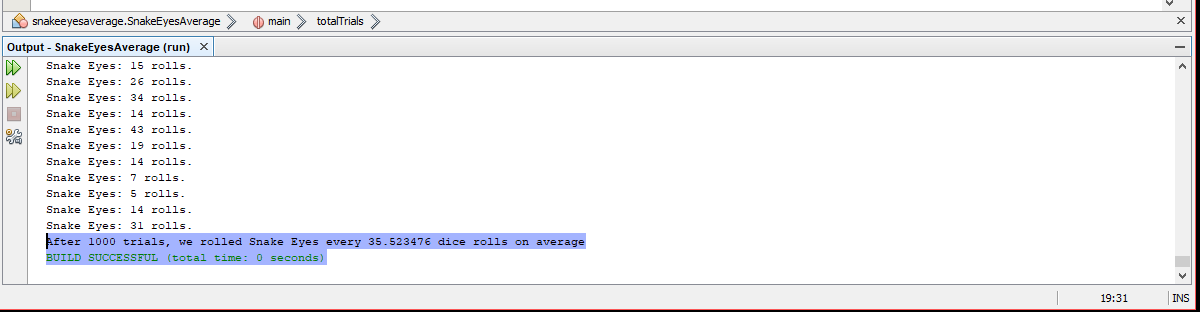 snakeeyesaverage.SnakeEyesAverage main totalTrials
Output - SnakeEyesAverage (run)
Snake Eyes: 15 rolls.
Snake Eyes: 26 rolls.
Snake Eyes: 34 rolls.
Snake Eyes: 14 rolls.
Snake Eyes: 43 rolls.
Snake Eyes: 19 rolls.
Snake Eyes: 14 rolls.
Snake Eyes: 7 rolls.
Snake Eyes: 5 rolls.
Snake Eyes: 14 rolls.
Snake Eyes: 31 rolls.
After 1000 trials, we rolled Snake Eyes every 35.523476 dice rolls on average
BUILD SUCCESSFUL (total time: 0 seconds)
19:31 INS